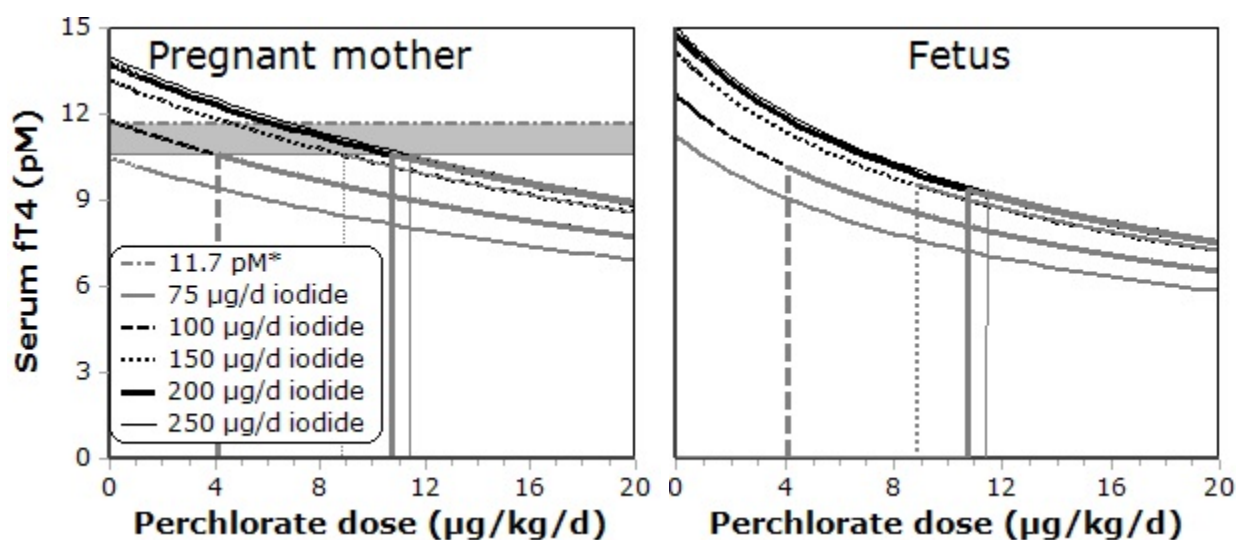 Pregnant mother
Fetus
Serum fT4 (pM)
15
12
9
6
3
0
11.7 pM*
75 µg/d iodide
100 µg/d iodide
150 µg/d iodide
200 µg/d iodide
250 µg/d iodide
0 4 8 12 16 20
0 4 8 12 16 20
Perchlorate dose (µg/kg/d)
Perchlorate dose (µg/kg/d)